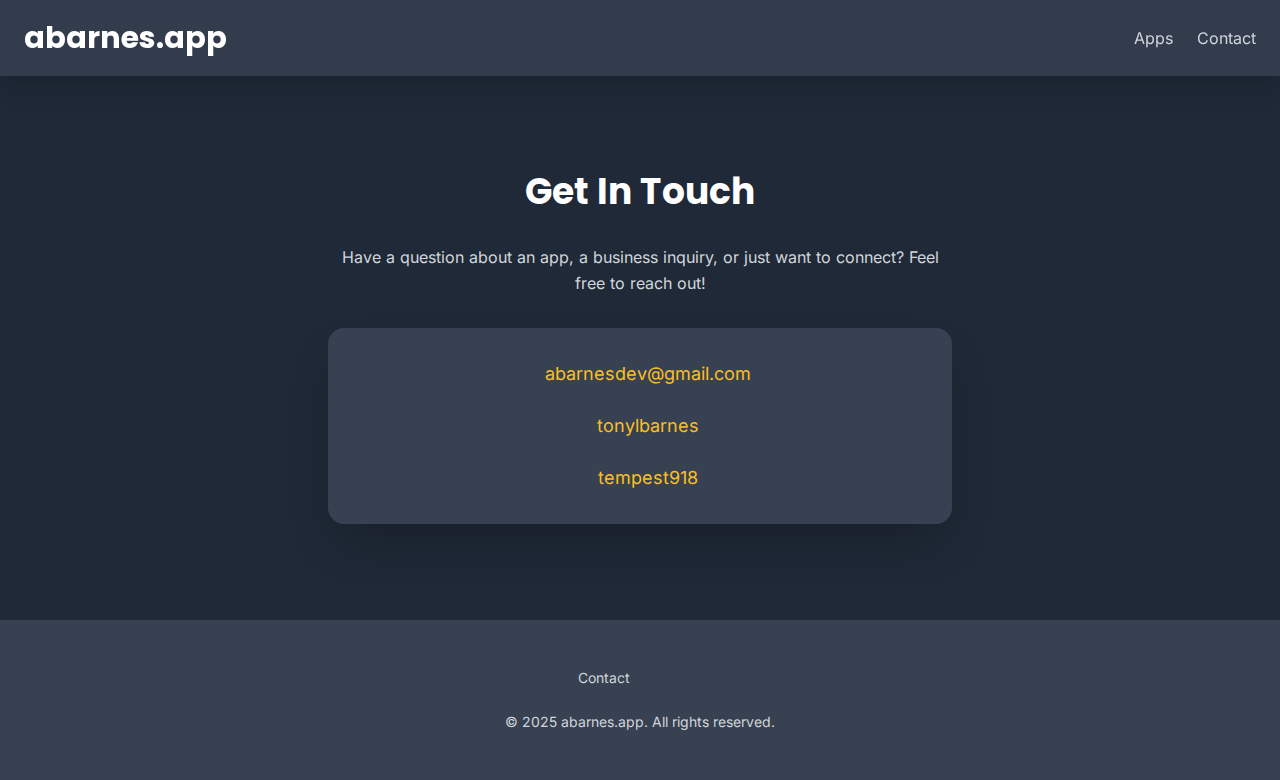 abarnes.app
Apps Contact
Get In Touch
Have a question about an app, a business inquiry, or just want to connect? Feel
free to reach out!
abarnesdev@gmail.com
tonylbarnes
tempest918
Contact
© 2025 abarnes.app. All rights reserved.